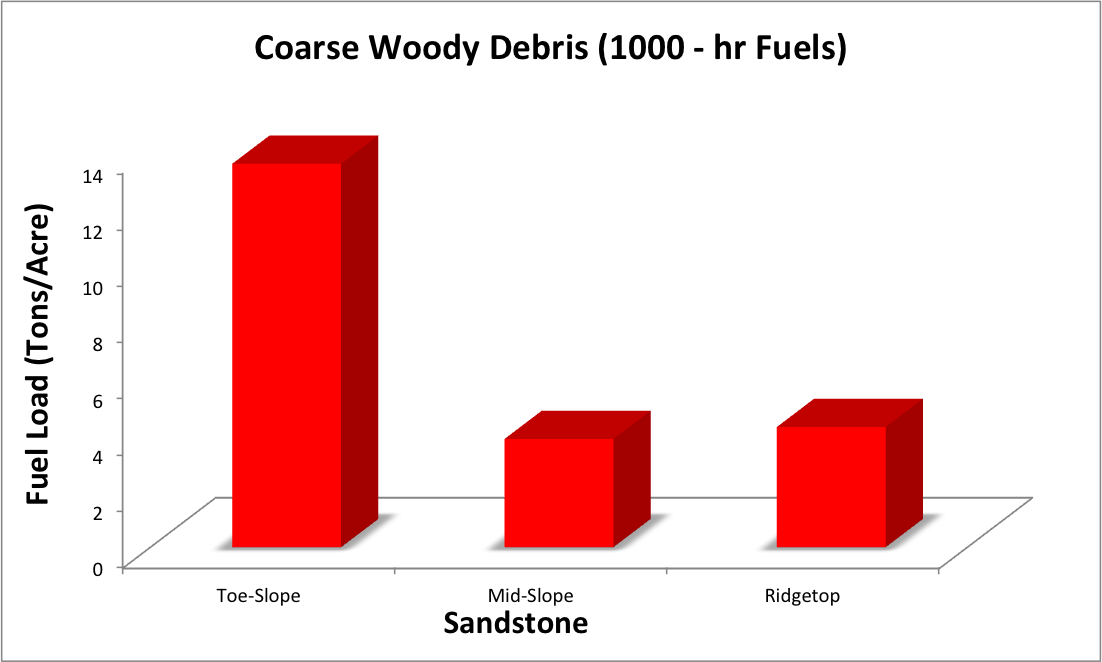 Coarse Woody Debris (1000 - hr Fuels)
Fuel Load (Tons/Acre)
14
12
10
8
6
4
2
0
Toe-Slope
Mid-Slope
Ridgetop
Sandstone